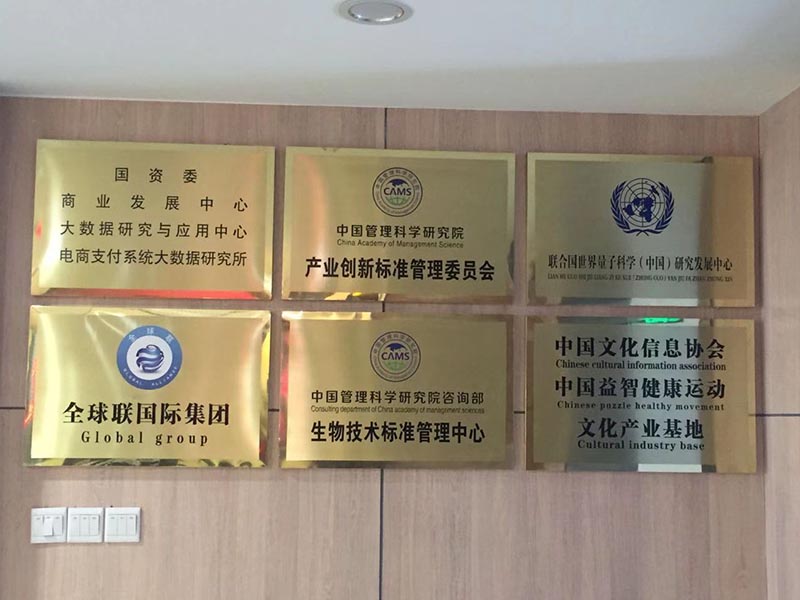 国资委
商业发展中心
大数据研究与应用中心
电商支付系统大数据研究所
CAMS
中国管理科学研究院
China Academy of Management Science
产业创新标准管理委员会
联合国世界量子科学（中国）研究发展中心
全球联
GLOBAL ALLIANCE
全球联国际集团
Global group
CAMS
中国管理科学研究院咨询部
Consulting department of China academy of management sciences
生物技术标准管理中心
中国文化信息协会
Chinese cultural information association
中国益智健康运动
Chinese puzzle healthy movement
文化产业基地
Cultural industry base